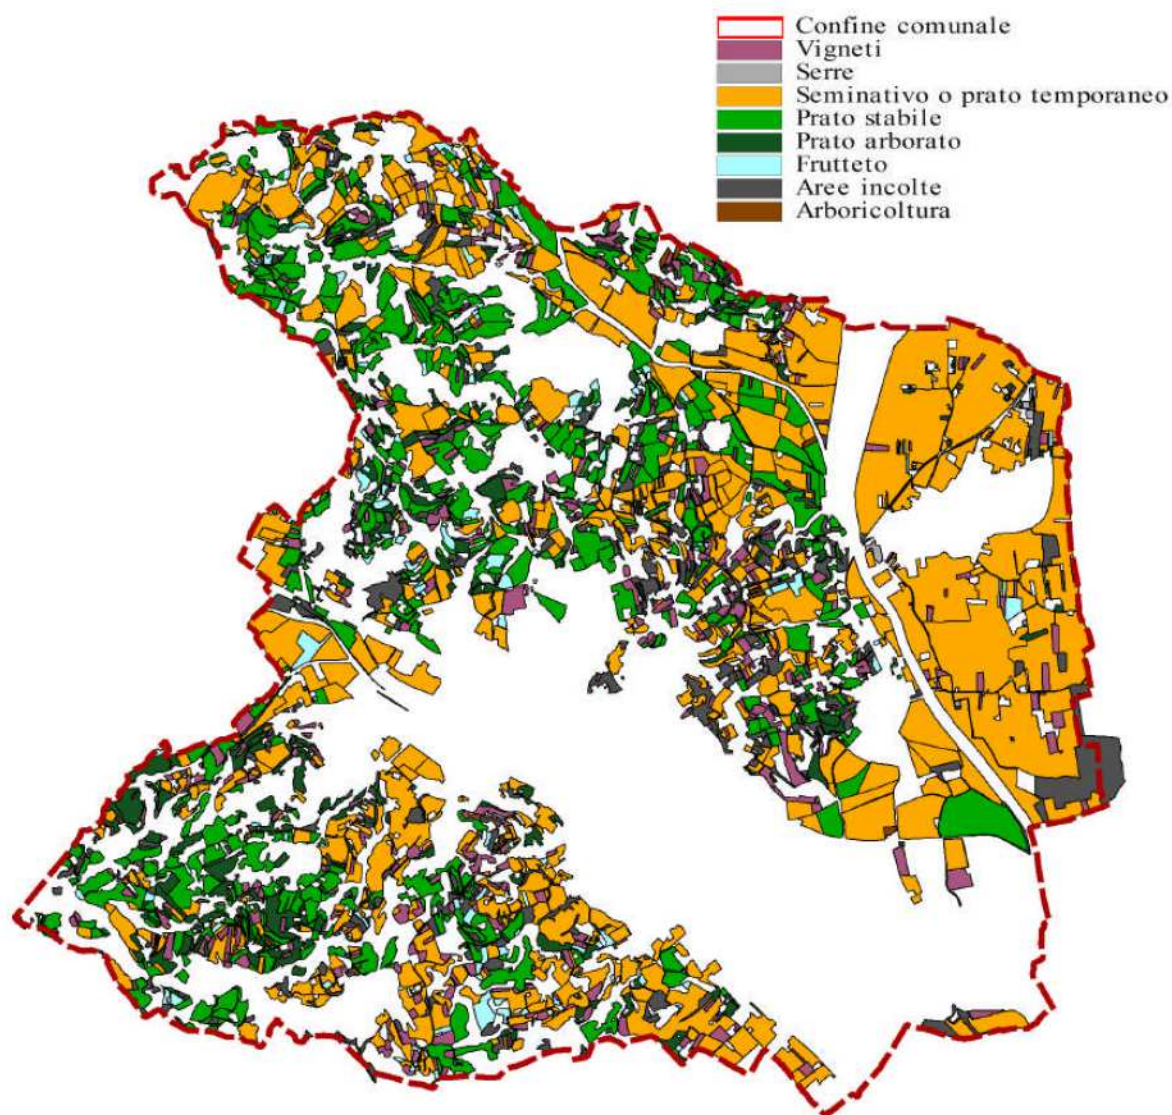 Confine comunale
Vigneti
Serre
Seminativo o prato temporaneo
Prato stabile
Prato arborato
Frutteto
Aree incolte
Arboricoltura